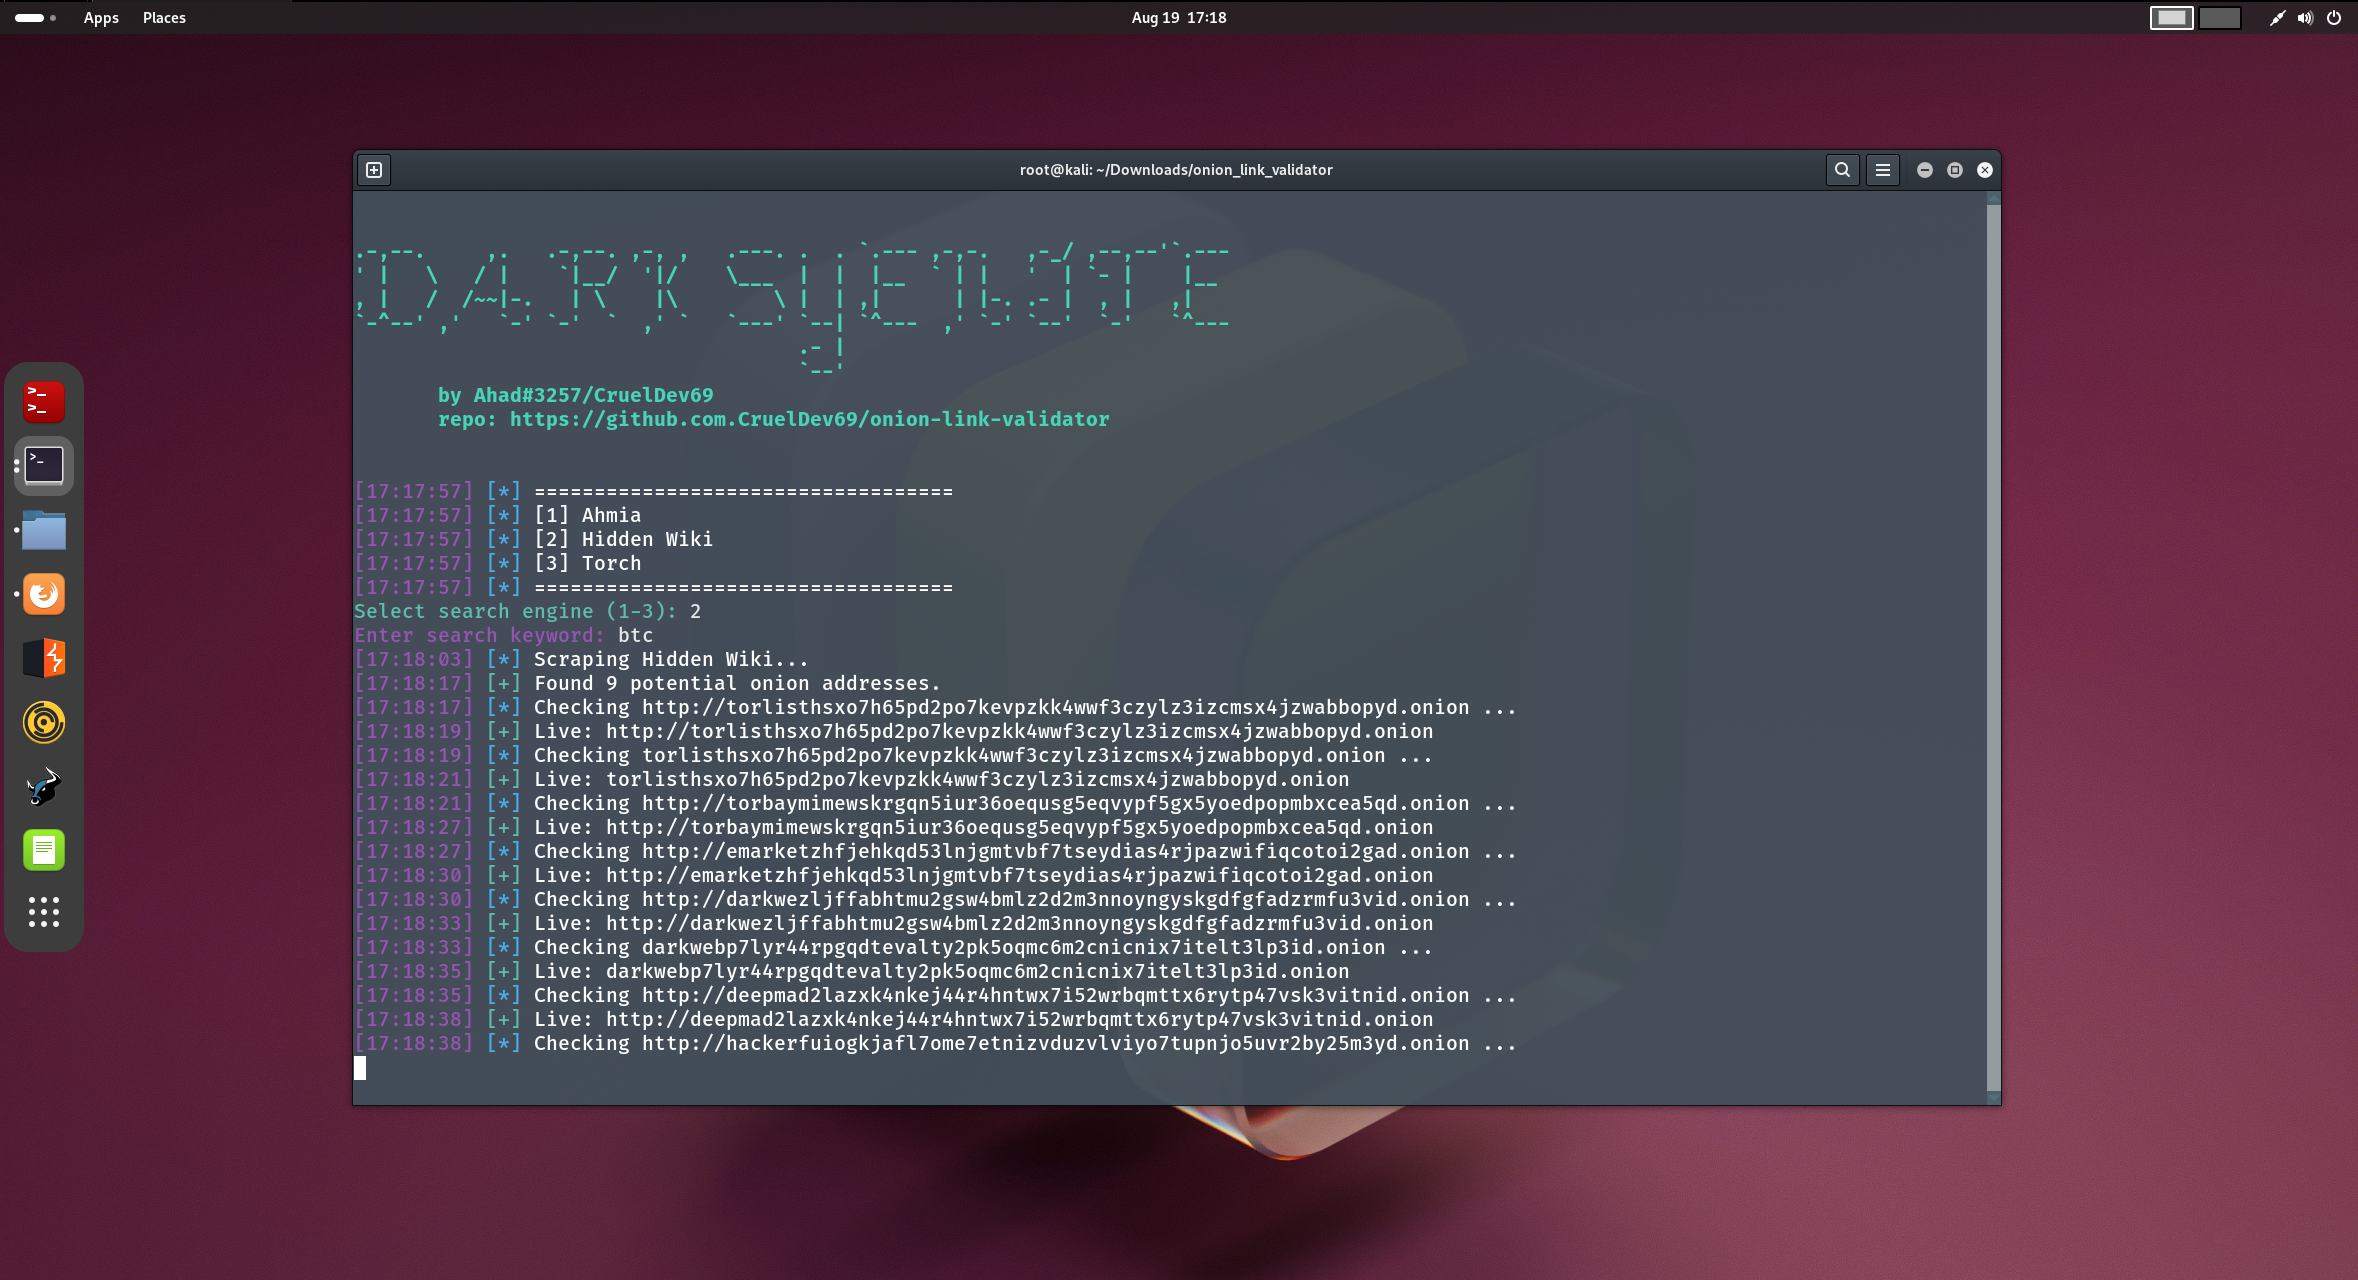 Apps Places
Aug 19 17:18
root@kali: ~/Downloads/onion_link_validator
DARK SyENJTE
by Ahad#3257/CruelDev69
repo: https://github.com.CruelDev69/onion-link-validator
[17:17:57] [*] ===================================
[17:17:57] [*] [1] Ahmia
[17:17:57] [*] [2] Hidden Wiki
[17:17:57] [*] [3] Torch
[17:17:57] [*] ===================================
Select search engine (1-3): 2
Enter search keyword: btc
[17:18:03] [*] Scraping Hidden Wiki...
[17:18:17] [+] Found 9 potential onion addresses.
[17:18:17] [*] Checking http://torlisthsxo7h65pd2po7kevpzkk4wwf3czylz3izcmsx4jzwabbopyd.onion ...
[17:18:19] [+] Live: http://torlisthsxo7h65pd2po7kevpzkk4wwf3czylz3izcmsx4jzwabbopyd.onion
[17:18:19] [*] Checking torlisthsxo7h65pd2po7kevpzkk4wwf3czylz3izcmsx4jzwabbopyd.onion ...
[17:18:21] [+] Live: torlisthsxo7h65pd2po7kevpzkk4wwf3czylz3izcmsx4jzwabbopyd.onion
[17:18:21] [*] Checking http://torbaymimewskrgqn5iur36oequsg5eqvypf5gx5yoedpopmbxcea5qd.onion ...
[17:18:27] [+] Live: http://torbaymimewskrgqn5iur36oequsg5eqvypf5gx5yoedpopmbxcea5qd.onion
[17:18:27] [*] Checking http://emarketzhfjehkqd53lnjgmtvbf7tseydias4rjpazwifiqcotoi2gad.onion ...
[17:18:30] [+] Live: http://emarketzhfjehkqd53lnjgmtvbf7tseydias4rjpazwifiqcotoi2gad.onion
[17:18:30] [*] Checking http://darkwezljffabhtmu2gsw4bmlz2d2m3nnoyngyskgdfgfadzrmfu3vid.onion ...
[17:18:33] [+] Live: http://darkwezljffabhtmu2gsw4bmlz2d2m3nnoyngyskgdfgfadzrmfu3vid.onion
[17:18:33] [*] Checking darkwebp7lyr44rpgqdtevalty2pk5oqmc6m2cnicnix7itelt3lp3id.onion ...
[17:18:35] [+] Live: darkwebp7lyr44rpgqdtevalty2pk5oqmc6m2cnicnix7itelt3lp3id.onion
[17:18:35] [*] Checking http://deepmad2lazxk4nkej44r4hntwx7i52wrbqmttx6rytp47vsk3vitnid.onion ...
[17:18:38] [+] Live: http://deepmad2lazxk4nkej44r4hntwx7i52wrbqmttx6rytp47vsk3vitnid.onion
[17:18:38] [*] Checking http://hackerfuiogkjafl7ome7etnizvduzvlviyo7tupnjo5uvr2by25m3yd.onion ...